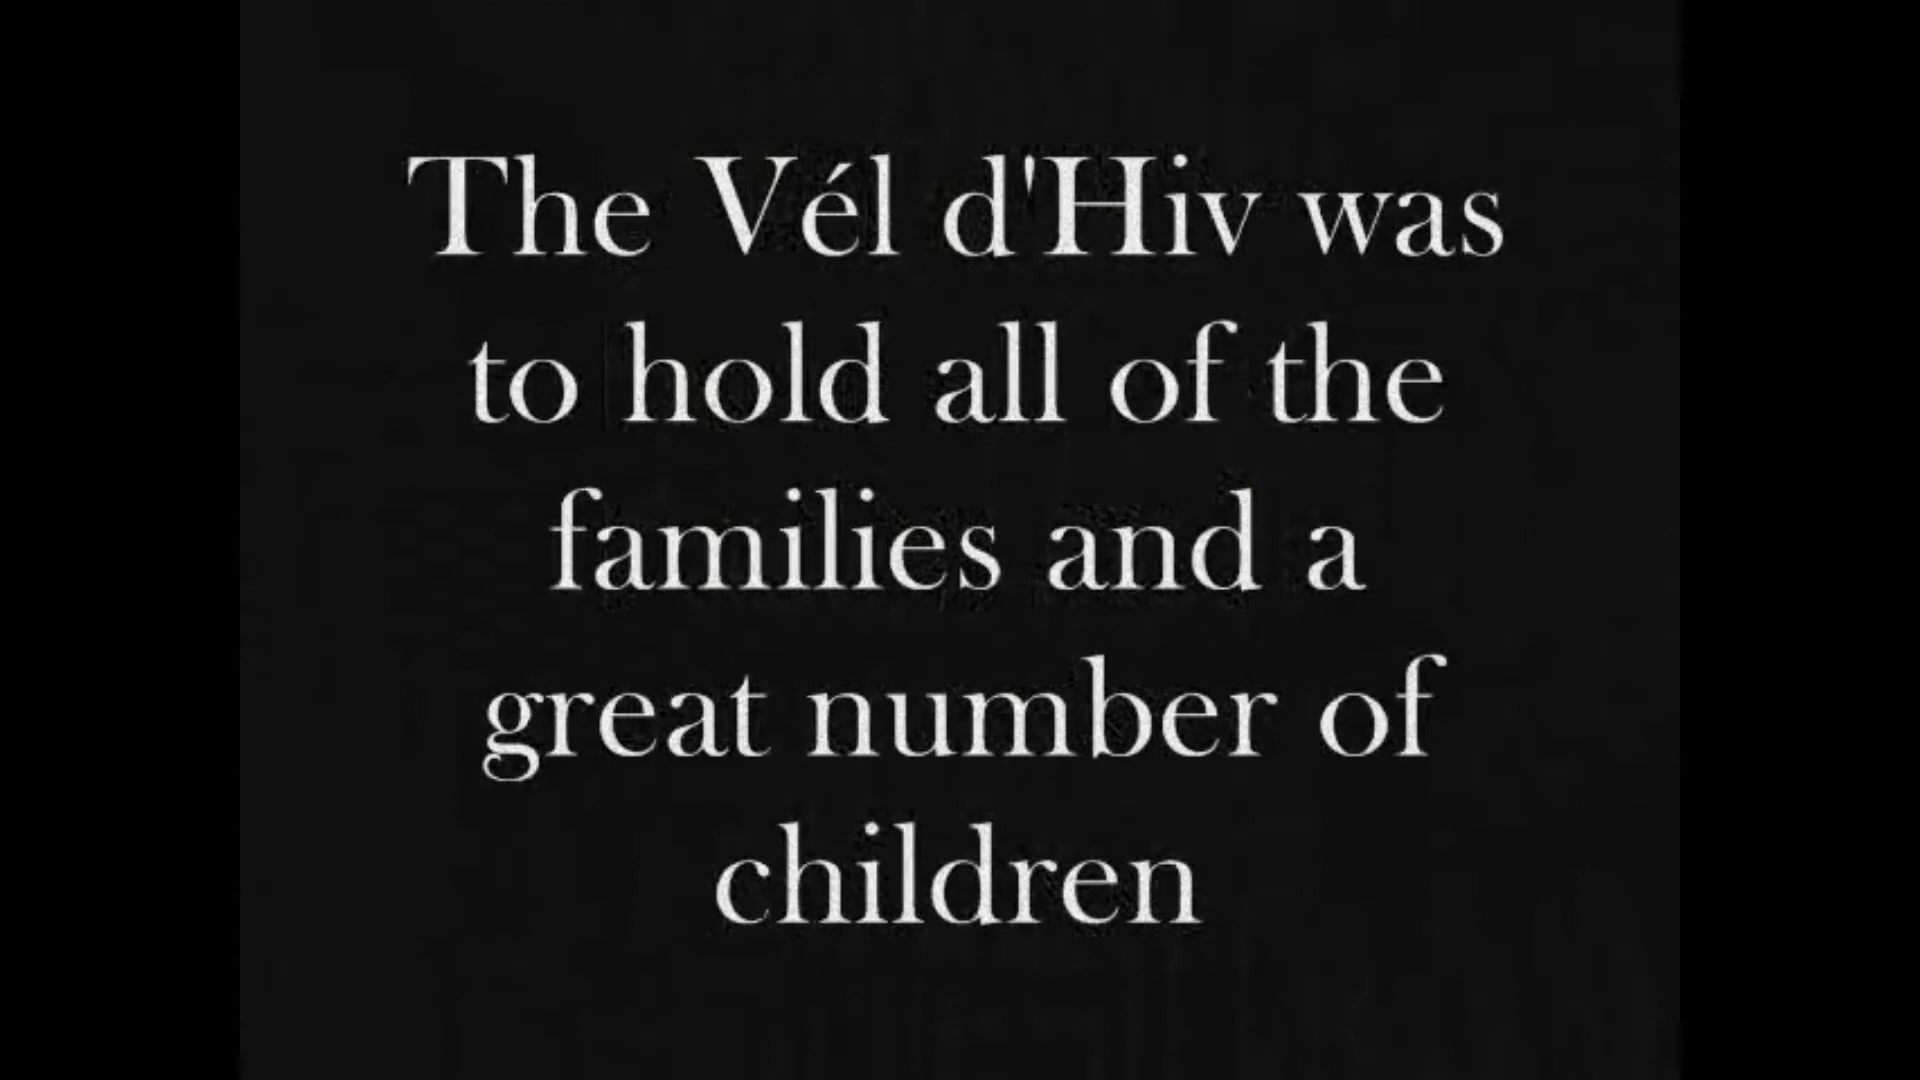 The Vél d'Hiv was
to hold all of the
families and a
great number of
children